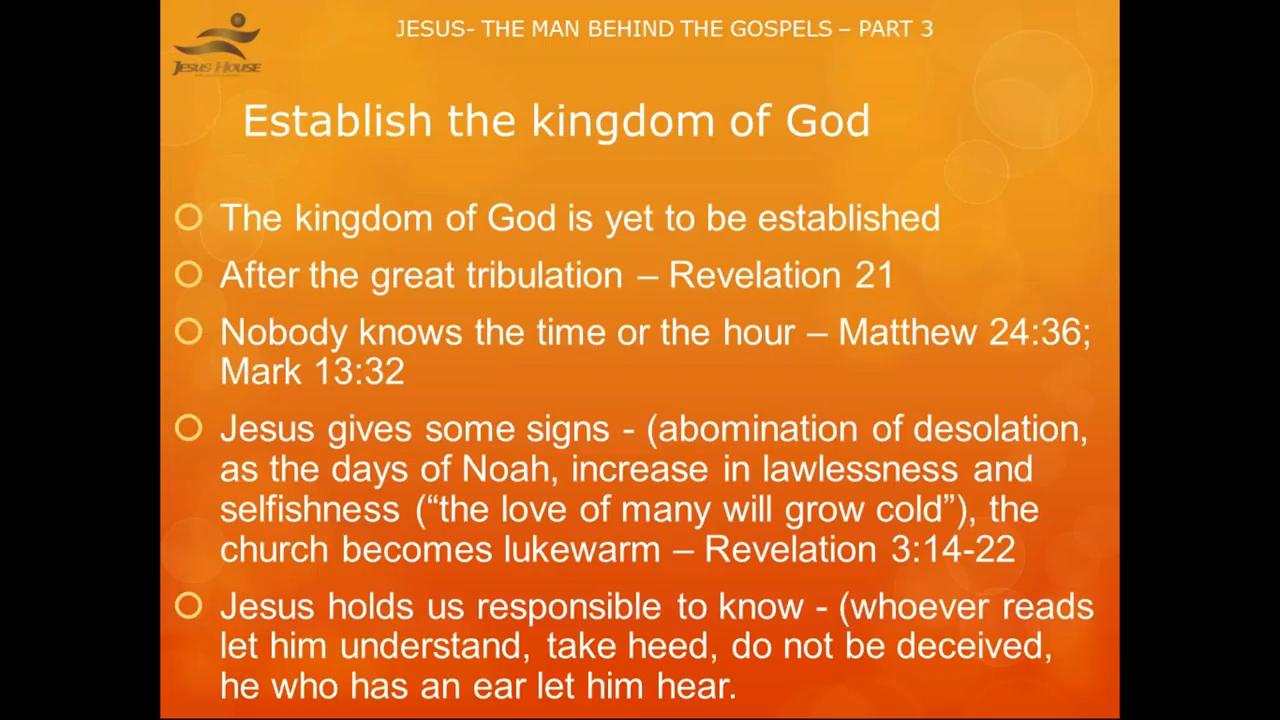 JESUS- THE MAN BEHIND THE GOSPELS – PART 3
JESUS HOUSE
Establish the kingdom of God
The kingdom of God is yet to be established
After the great tribulation – Revelation 21
Nobody knows the time or the hour – Matthew 24:36;
Mark 13:32
Jesus gives some signs - (abomination of desolation,
as the days of Noah, increase in lawlessness and
selfishness (“the love of many will grow cold”), the
church becomes lukewarm – Revelation 3:14-22
Jesus holds us responsible to know - (whoever reads
let him understand, take heed, do not be deceived,
he who has an ear let him hear.